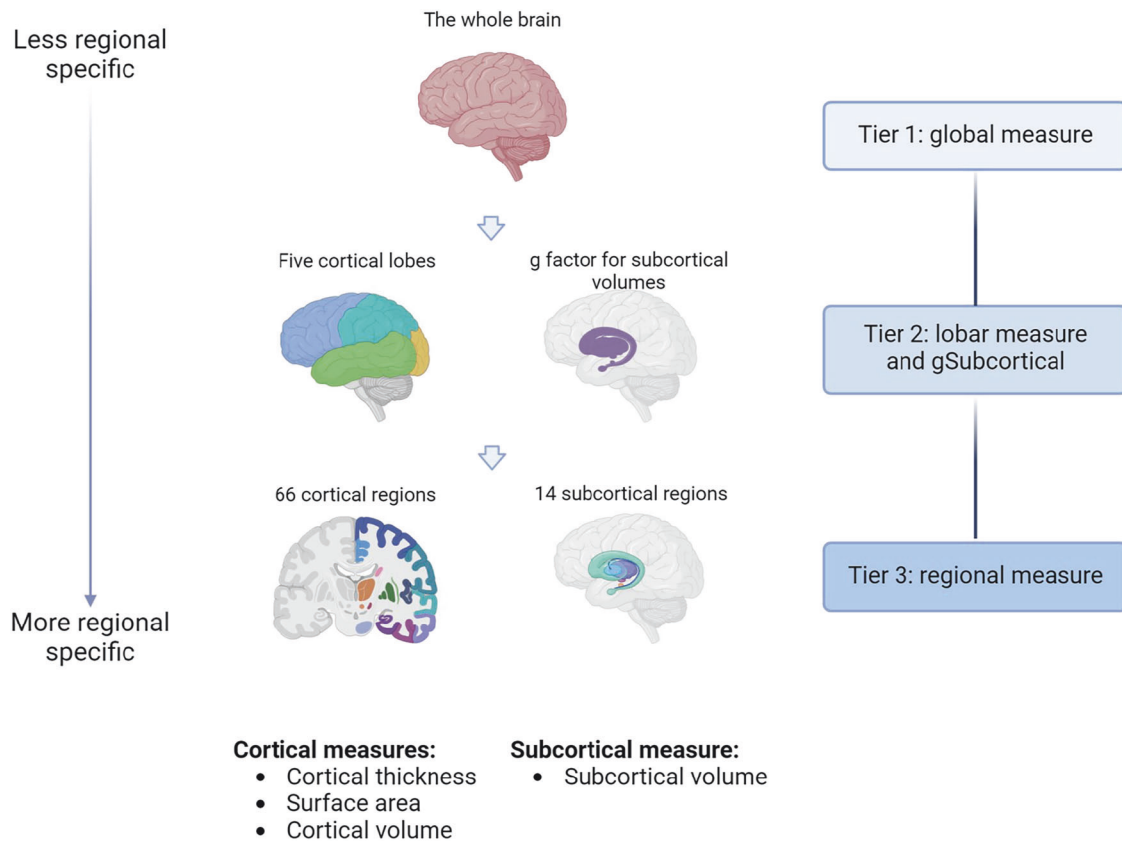 Less regional
specific
The whole brain
Tier 1: global measure
Five cortical lobes
g factor for subcortical
volumes
Tier 2: lobar measure
and gSubcortical
66 cortical regions
14 subcortical regions
Tier 3: regional measure
More regional
specific
Cortical measures:
• Cortical thickness
• Surface area
• Cortical volume
Subcortical measure:
• Subcortical volume